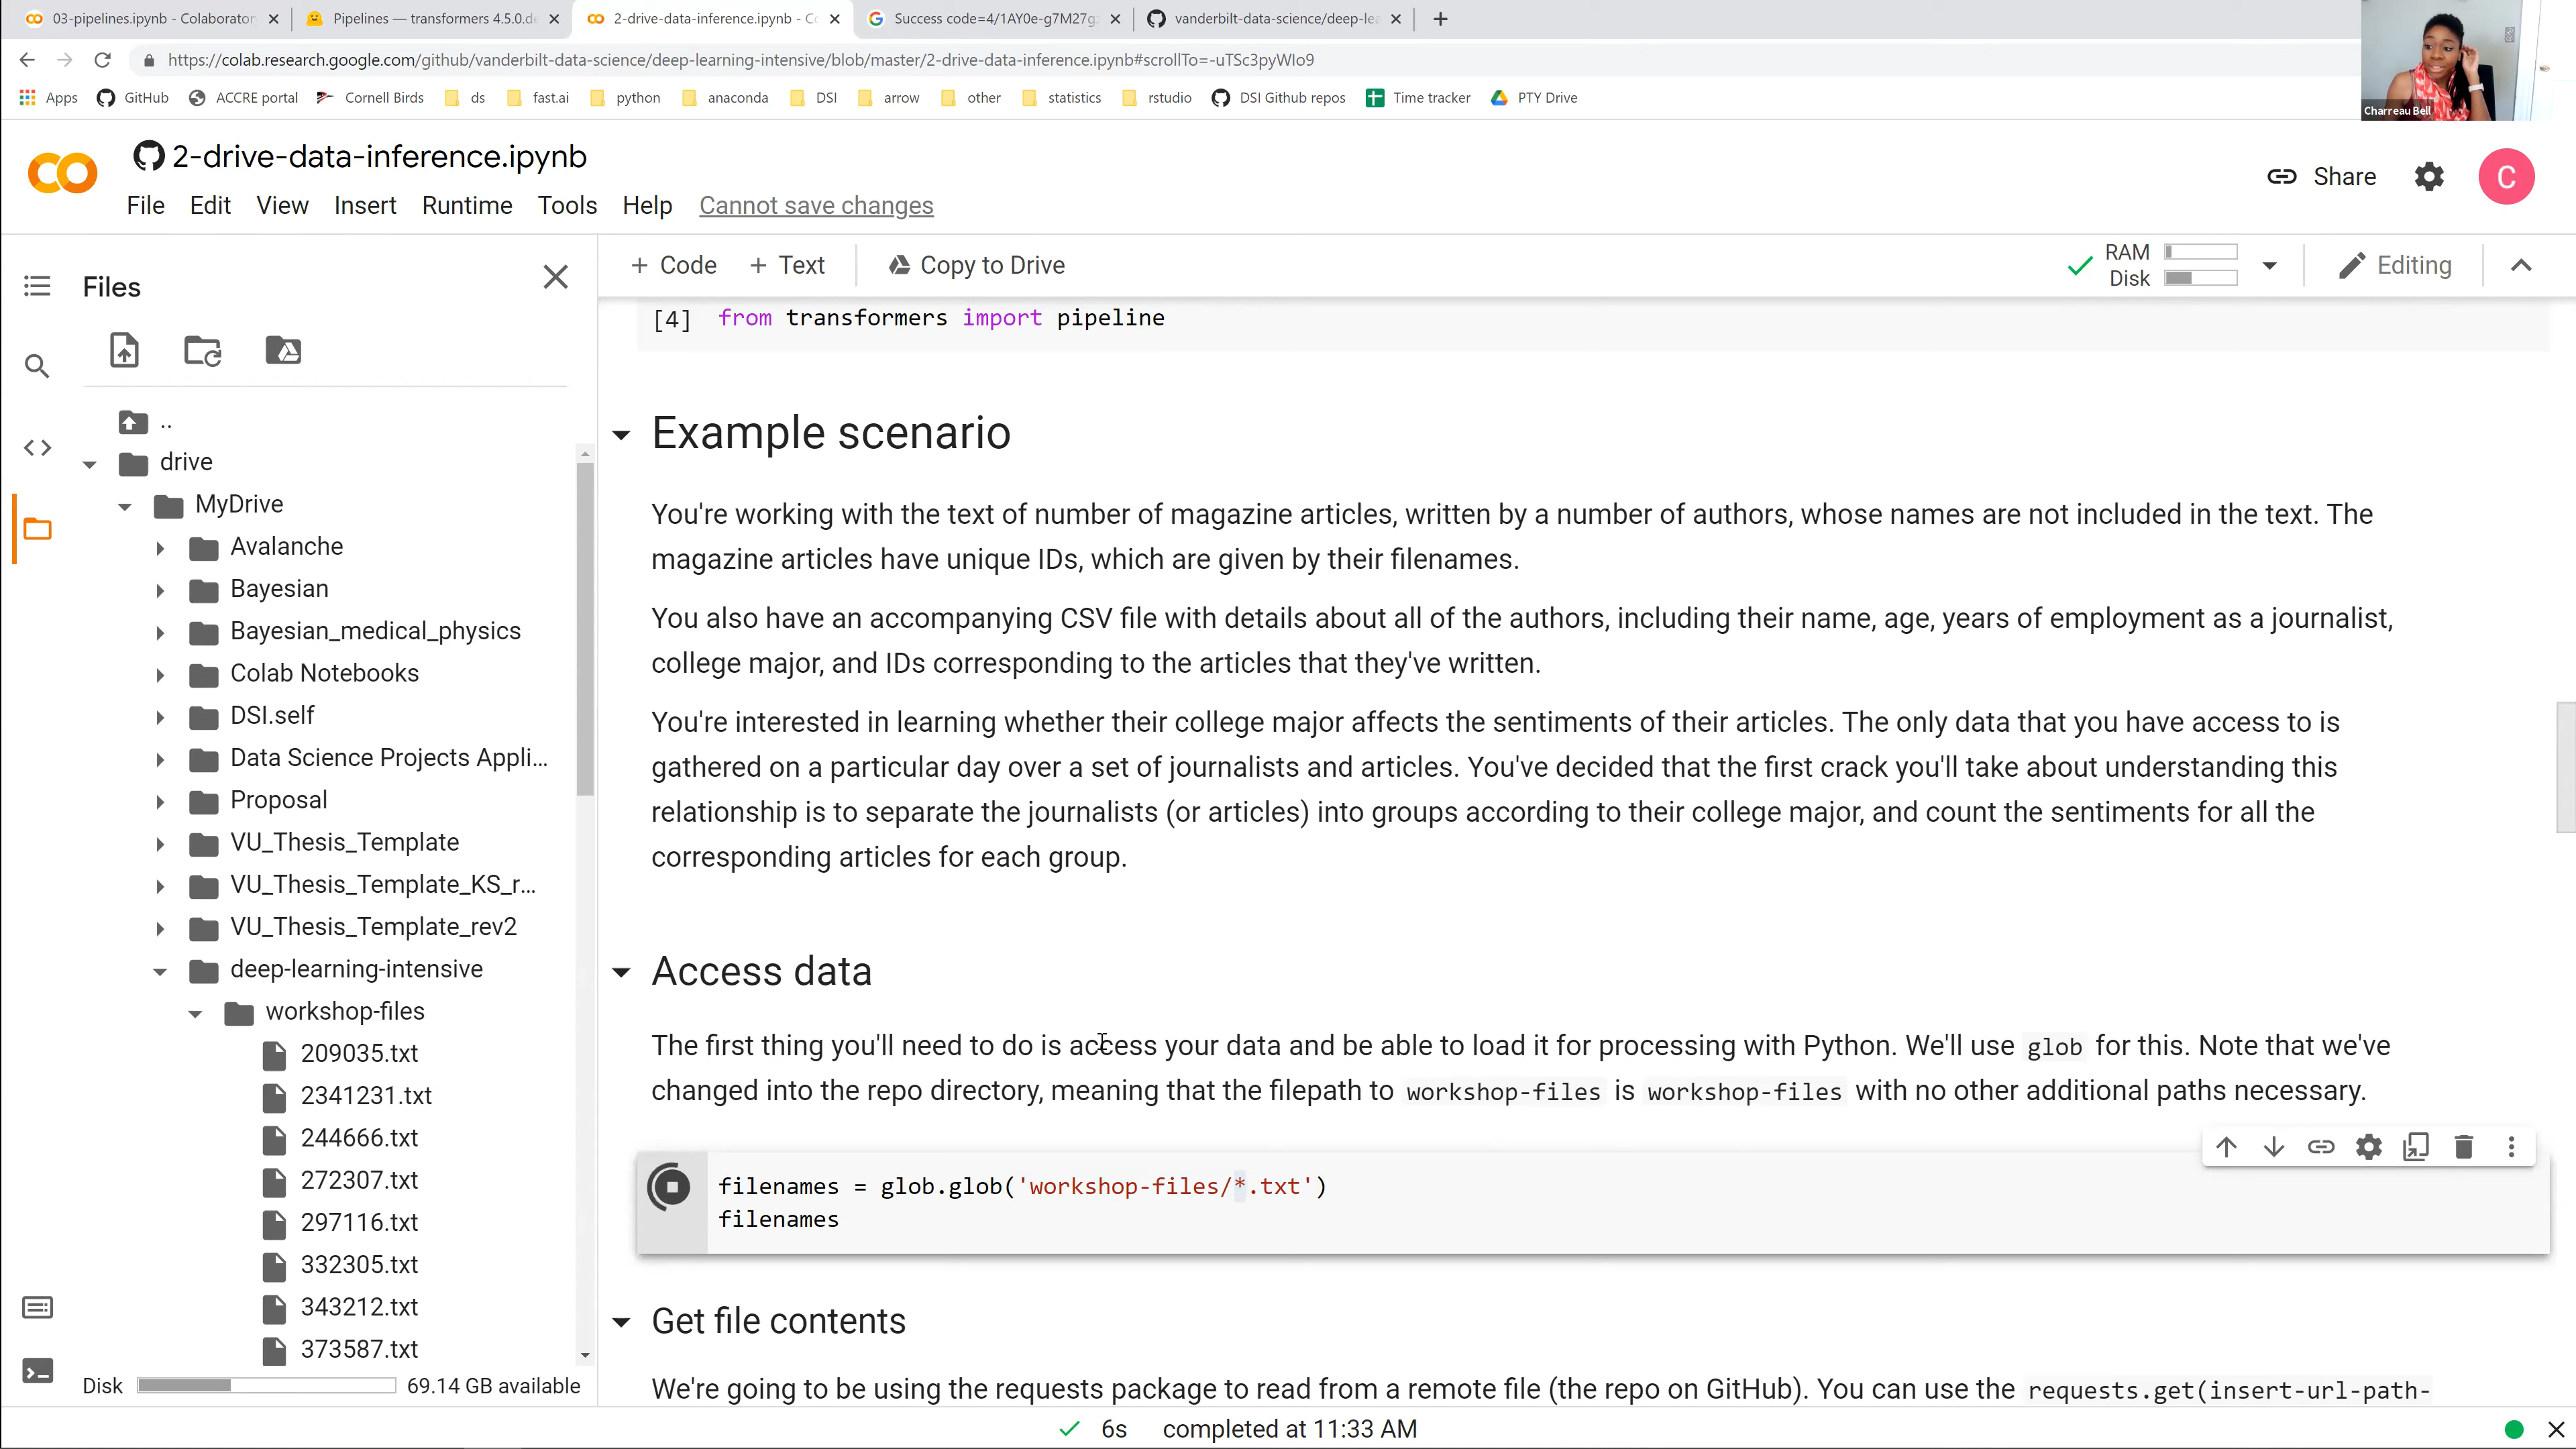 03-pipelines.ipynb - Colaborator
Pipelines — transformers 4.5.0.de
2-drive-data-inference.ipynb - Co
Success code=4/1AY0e-g7M27g
vanderbilt-data-science/deep-lea
https://colab.research.google.com/github/vanderbilt-data-science/deep-learning-intensive/blob/master/2-drive-data-inference.ipynb#scrollTo=-uTSc3pyWIo9
Apps GitHub ACCRE portal Cornell Birds ds fast.ai python anaconda DSI arrow other statistics rstudio DSI Github repos Time tracker PTY Drive
Charreau Bell
2-drive-data-inference.ipynb
File Edit View Insert Runtime Tools Help Cannot save changes
Share
C
Files
+ Code + Text Copy to Drive
RAM
Disk
Editing
..
drive
MyDrive
Avalanche
Bayesian
Bayesian_medical_physics
Colab Notebooks
DSI.self
Data Science Projects Appli...
Proposal
VU_Thesis_Template
VU_Thesis_Template_KS_r...
VU_Thesis_Template_rev2
deep-learning-intensive
workshop-files
209035.txt
2341231.txt
244666.txt
272307.txt
297116.txt
332305.txt
343212.txt
373587.txt
Disk 69.14 GB available
[4] from transformers import pipeline
Example scenario
You're working with the text of number of magazine articles, written by a number of authors, whose names are not included in the text. The
magazine articles have unique IDs, which are given by their filenames.
You also have an accompanying CSV file with details about all of the authors, including their name, age, years of employment as a journalist,
college major, and IDs corresponding to the articles that they've written.
You're interested in learning whether their college major affects the sentiments of their articles. The only data that you have access to is
gathered on a particular day over a set of journalists and articles. You've decided that the first crack you'll take about understanding this
relationship is to separate the journalists (or articles) into groups according to their college major, and count the sentiments for all the
corresponding articles for each group.
Access data
The first thing you'll need to do is access your data and be able to load it for processing with Python. We'll use glob for this. Note that we've
changed into the repo directory, meaning that the filepath to workshop-files is workshop-files with no other additional paths necessary.
filenames = glob.glob('workshop-files/*.txt')
filenames
Get file contents
We're going to be using the requests package to read from a remote file (the repo on GitHub). You can use the requests.get(insert-url-path-
6s completed at 11:33 AM